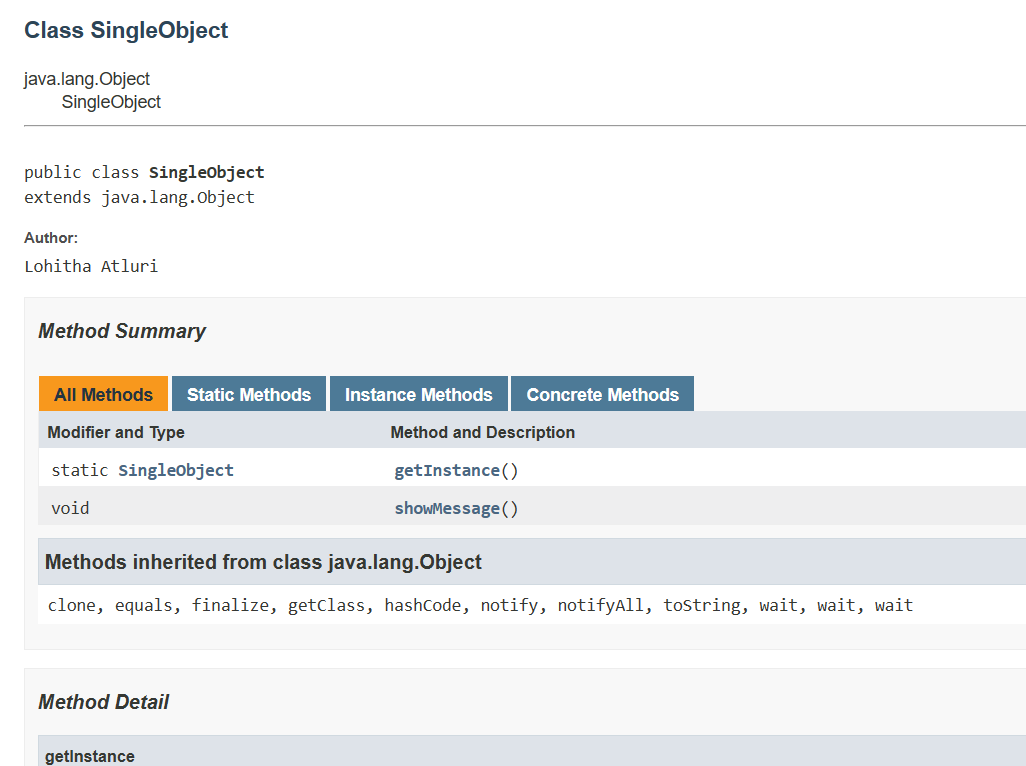 Class SingleObject
java.lang.Object
SingleObject
public class SingleObject
extends java.lang.Object
Author:
Lohitha Atluri
Method Summary
All Methods Static Methods Instance Methods Concrete Methods
Modifier and Type Method and Description
static SingleObject getInstance()
void showMessage()
Methods inherited from class java.lang.Object
clone, equals, finalize, getClass, hashCode, notify, notifyAll, toString, wait, wait, wait
Method Detail
getInstance